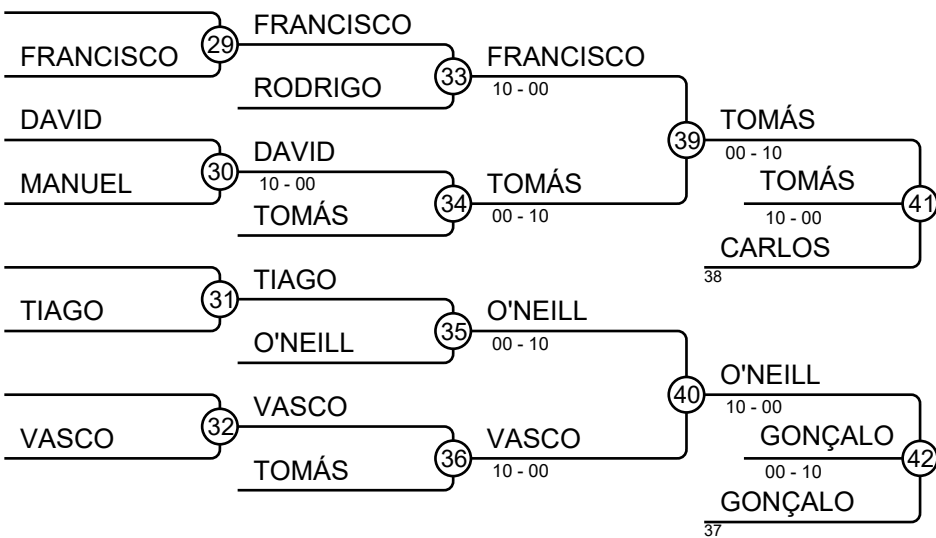 FRANCISCO
29
FRANCISCO
RODRIGO
33
FRANCISCO
10 - 00
DAVID
MANUEL
30
DAVID
10 - 00
TOMÁS
34
TOMÁS
00 - 10
39
TOMÁS
00 - 10
TOMÁS
10 - 00
41
CARLOS
38
TIAGO
31
TIAGO
O'NEILL
35
O'NEILL
00 - 10
VASCO
32
VASCO
TOMÁS
36
VASCO
10 - 00
40
O'NEILL
10 - 00
GONÇALO
00 - 10
42
GONÇALO
37